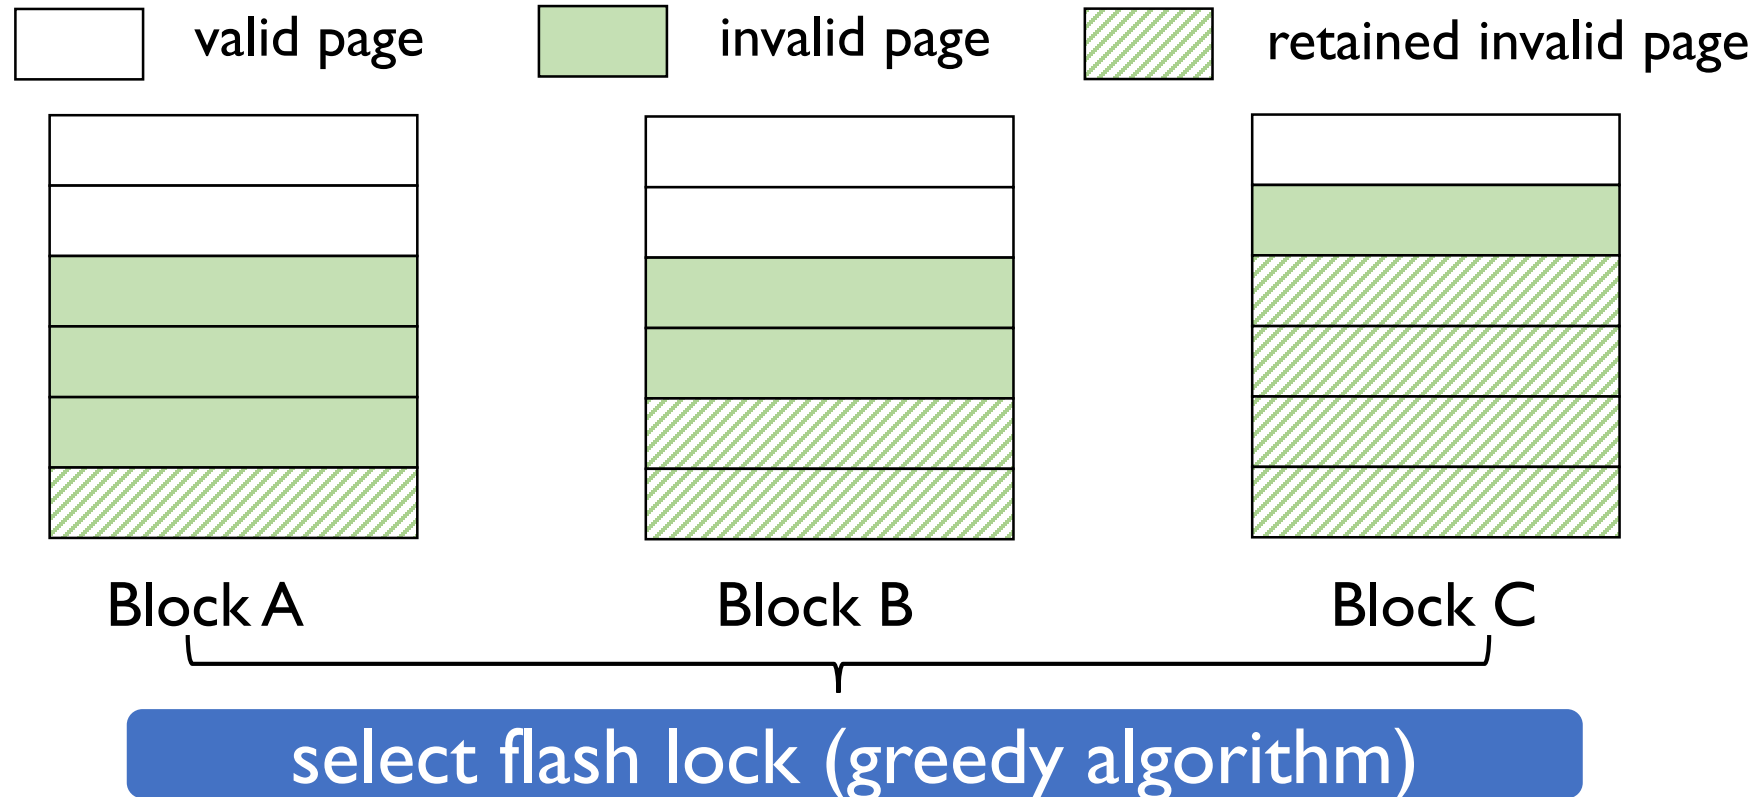 valid page
invalid page
retained invalid page
Block A
Block B
Block C
select flash lock (greedy algorithm)